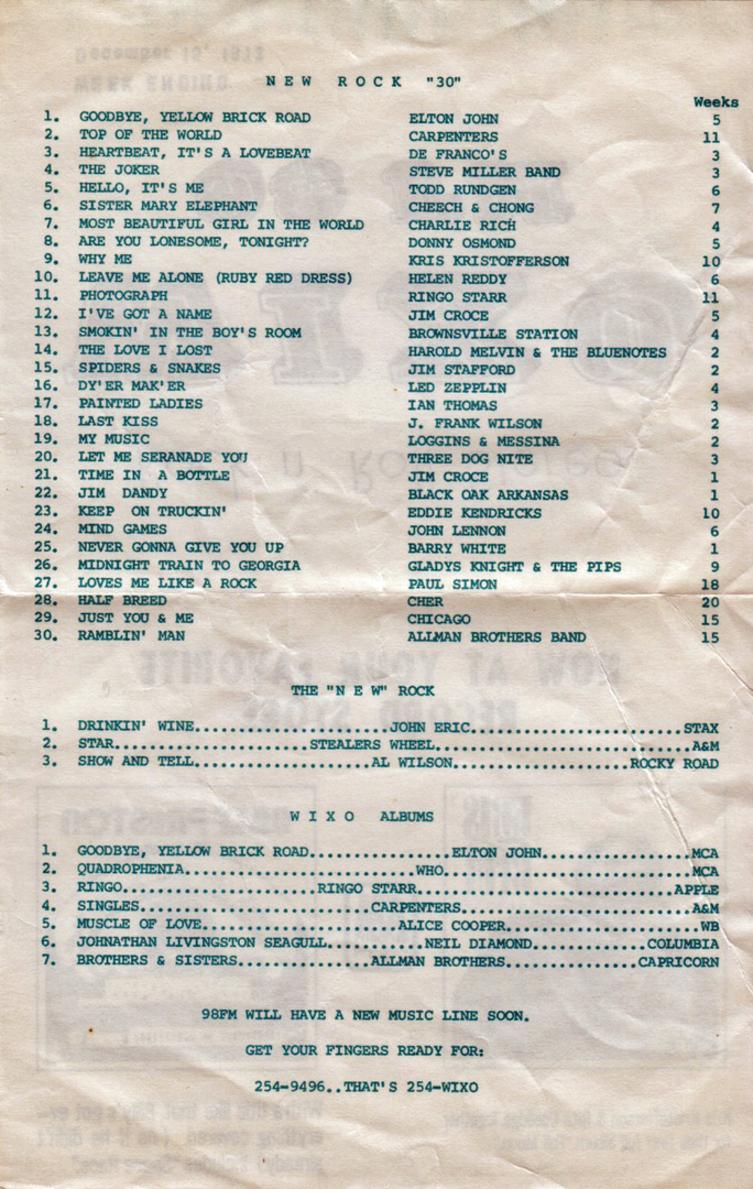 NEW ROCK "30"
Weeks
1. GOODBYE, YELLOW BRICK ROAD ELTON JOHN 5
2. TOP OF THE WORLD CARPENTERS 11
3. HEARTBEAT, IT'S A LOVEBEAT DE FRANCO'S 3
4. THE JOKER STEVE MILLER BAND 3
5. HELLO, IT'S ME TODD RUNDGEN 6
6. SISTER MARY ELEPHANT CHEECH & CHONG 7
7. MOST BEAUTIFUL GIRL IN THE WORLD CHARLIE RICH 4
8. ARE YOU LONESOME, TONIGHT? DONNY OSMOND 5
9. WHY ME KRIS KRISTOFFERSON 10
10. LEAVE ME ALONE (RUBY RED DRESS) HELEN REDDY 6
11. PHOTOGRAPH RINGO STARR 11
12. I'VE GOT A NAME JIM CROCE 5
13. SMOKIN' IN THE BOY'S ROOM BROWNSVILLE STATION 4
14. THE LOVE I LOST HAROLD MELVIN & THE BLUENOTES 2
15. SPIDERS & SNAKES JIM STAFFORD 2
16. DY'ER MAK'ER LED ZEPPLIN 4
17. PAINTED LADIES IAN THOMAS 3
18. LAST KISS J. FRANK WILSON 2
19. MY MUSIC LOGGINS & MESSINA 2
20. LET ME SERANADE YOU THREE DOG NITE 3
21. TIME IN A BOTTLE JIM CROCE 1
22. JIM DANDY BLACK OAK ARKANSAS 1
23. KEEP ON TRUCKIN' EDDIE KENDRICKS 10
24. MIND GAMES JOHN LENNON 6
25. NEVER GONNA GIVE YOU UP BARRY WHITE 1
26. MIDNIGHT TRAIN TO GEORGIA GLADYS KNIGHT & THE PIPS 9
27. LOVES ME LIKE A ROCK PAUL SIMON 18
28. HALF BREED CHER 20
29. JUST YOU & ME CHICAGO 15
30. RAMBLIN' MAN ALLMAN BROTHERS BAND 15
THE "N E W" ROCK
1. DRINKIN' WINE......................JOHN ERIC........................STAX
2. STAR......................STEALERS WHEEL.............................A&M
3. SHOW AND TELL....................AL WILSON....................ROCKY ROAD
WIXO ALBUMS
1. GOODBYE, YELLOW BRICK ROAD................ELTON JOHN.................MCA
2. QUADROPHENIA..........................WHO............................MCA
3. RINGO......................RINGO STARR.............................APPLE
4. SINGLES..........................CARPENTERS..........................A&M
5. MUSCLE OF LOVE......................ALICE COOPER......................WB
6. JOHNATHAN LIVINGSTON SEAGULL...........NEIL DIAMOND.............COLUMBIA
7. BROTHERS & SISTERS...............ALLMAN BROTHERS...............CAPRICORN
98FM WILL HAVE A NEW MUSIC LINE SOON.
GET YOUR FINGERS READY FOR:
254-9496..THAT'S 254-WIXO